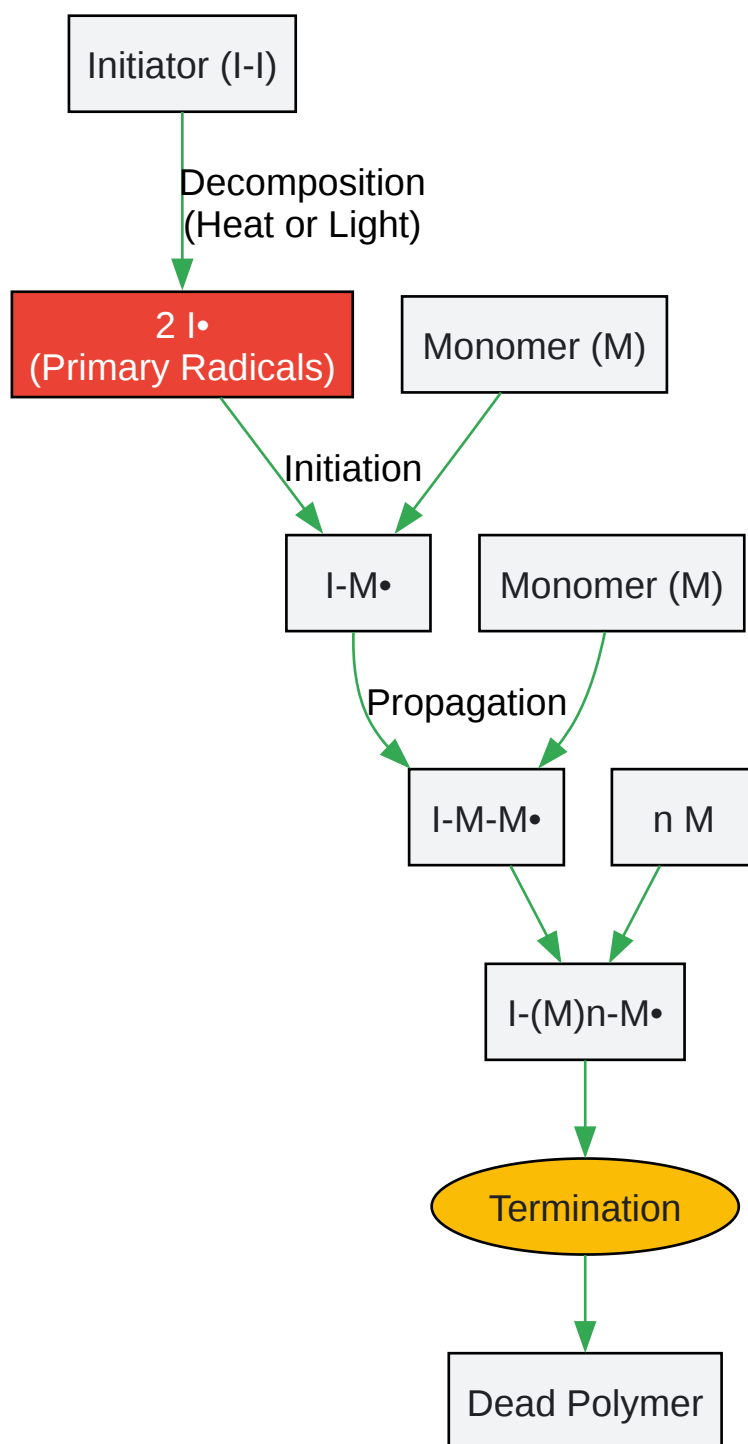 Initiator (I-I)
Decomposition
(Heat or Light)
2 I•
(Primary Radicals)
Monomer (M)
Initiation
I-M•
Monomer (M)
Propagation
I-M-M•
n M
I-(M)n-M•
Termination
Dead Polymer